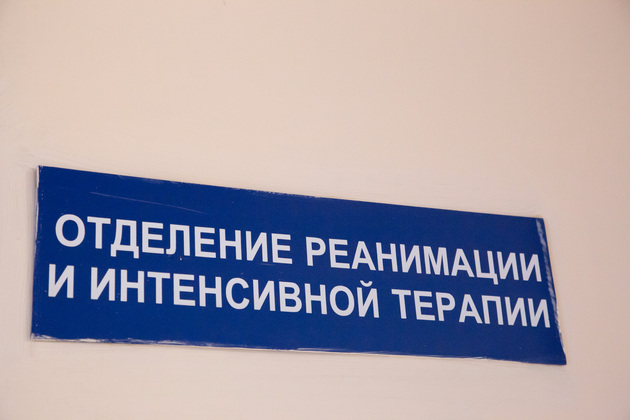 ОТДЕЛЕНИЕ РЕАНИМАЦИИ
И ИНТЕНСИВНОЙ ТЕРАПИИ